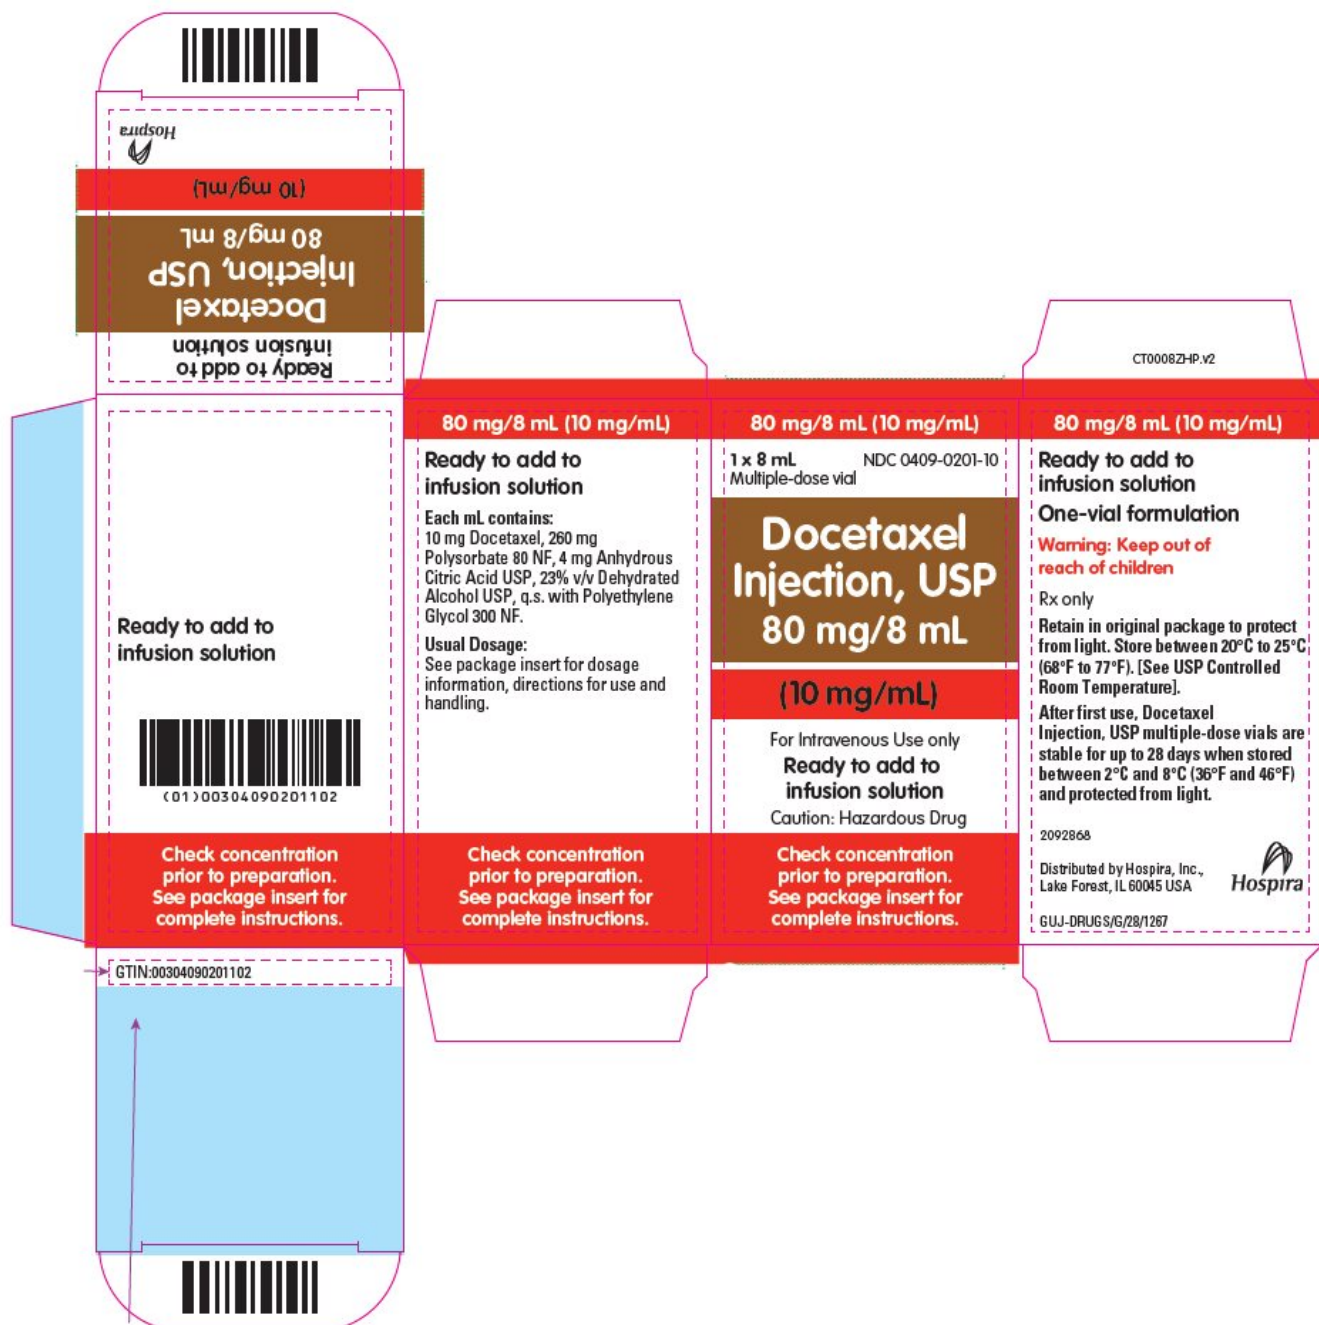 Hospira
(10 mg/mL)
80 mg/8 mL
Injection, USP
Docetaxel
infusion solution
Ready to add to
Ready to add to
infusion solution
(01)00304090201102
Check concentration
prior to preparation.
See package insert for
complete instructions.
GTIN:00304090201102
80 mg/8 mL (10 mg/mL)
Ready to add to
infusion solution
Each mL contains:
10 mg Docetaxel, 260 mg
Polysorbate 80 NF, 4 mg Anhydrous
Citric Acid USP, 23% v/v Dehydrated
Alcohol USP, q.s. with Polyethylene
Glycol 300 NF.
Usual Dosage:
See package insert for dosage
information, directions for use and
handling.
Check concentration
prior to preparation.
See package insert for
complete instructions.
80 mg/8 mL (10 mg/mL)
1 x 8 mL NDC 0409-0201-10
Multiple-dose vial
Docetaxel
Injection, USP
80 mg/8 mL
(10 mg/mL)
For Intravenous Use only
Ready to add to
infusion solution
Caution: Hazardous Drug
Check concentration
prior to preparation.
See package insert for
complete instructions.
CT0008ZHP.v2
80 mg/8 mL (10 mg/mL)
Ready to add to
infusion solution
One-vial formulation
Warning: Keep out of
reach of children
Rx only
Retain in original package to protect
from light. Store between 20°C to 25°C
(68°F to 77°F). [See USP Controlled
Room Temperature].
After first use, Docetaxel
Injection, USP multiple-dose vials are
stable for up to 28 days when stored
between 2°C and 8°C (36°F and 46°F)
and protected from light.
2092868
Distributed by Hospira, Inc.,
Lake Forest, IL 60045 USA
Hospira
GUJ-DRUGS/G/28/1267